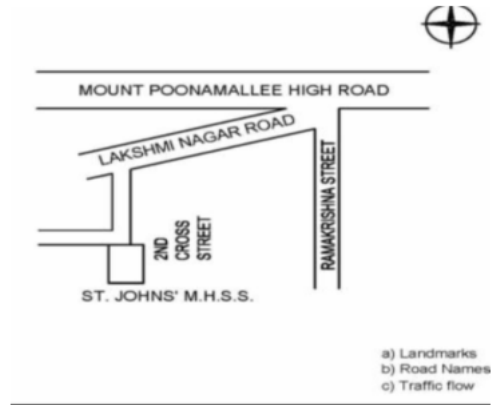 MOUNT POONAMALLEE HIGH ROAD
LAKSHMI NAGAR ROAD
RAMAKRISHNA STREET
2ND
CROSS
STREET
ST. JOHNS' M.H.S.S.
a) Landmarks
b) Road Names
c) Traffic flow